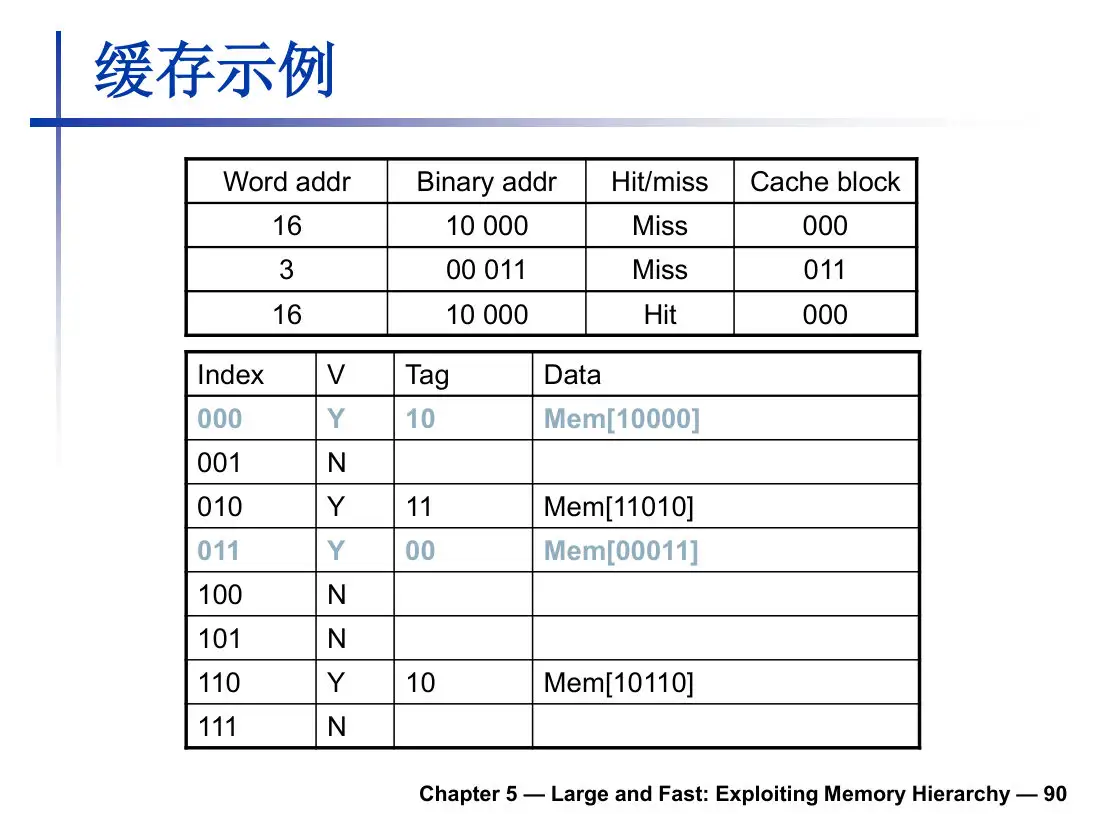 缓存示例
Word addr Binary addr Hit/miss Cache block
16 10 000 Miss 000
3 00 011 Miss 011
16 10 000 Hit 000
Index V Tag Data
000 Y 10 Mem[10000]
001 N
010 Y 11 Mem[11010]
011 Y 00 Mem[00011]
100 N
101 N
110 Y 10 Mem[10110]
111 N
Chapter 5 — Large and Fast: Exploiting Memory Hierarchy — 90